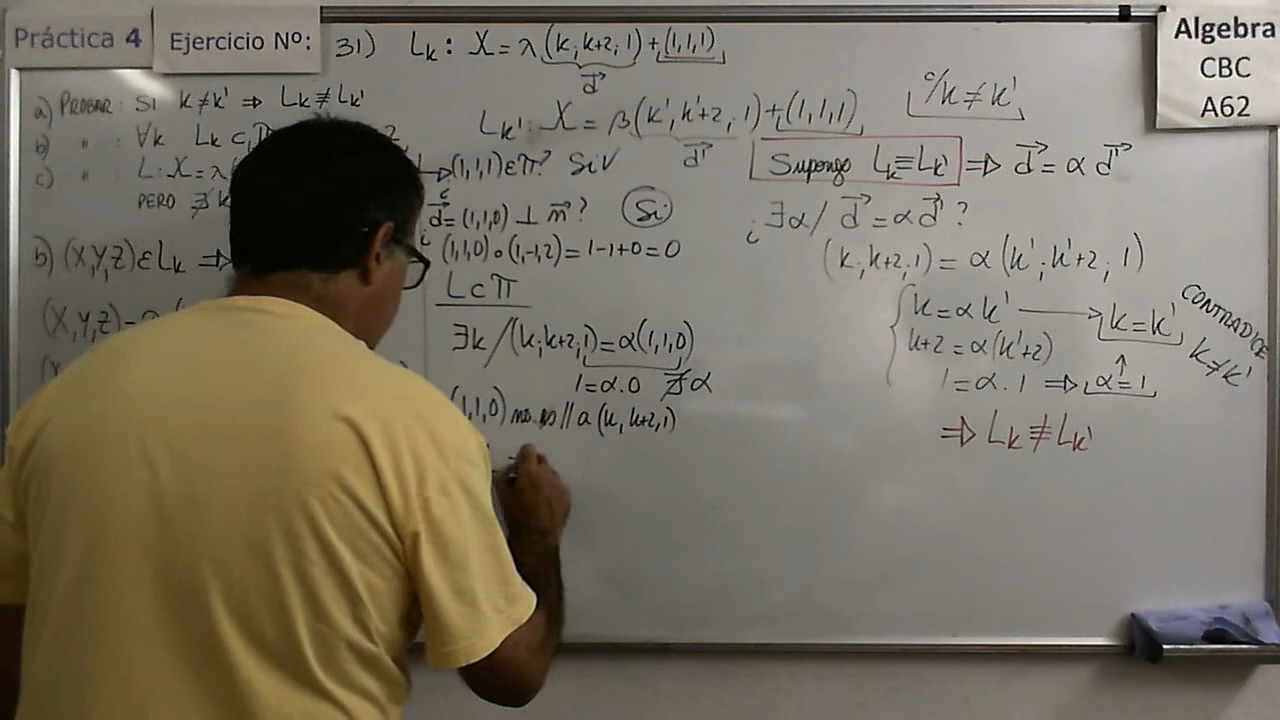 Práctica 4
Ejercicio Nº:
31) Lk: X = λ(k, k+2, 1) + (1,1,1)
d⃗
Algebra
CBC
A62
a) PROBAR: SI k≠k' ⇒ Lk≢Lk'
b) " : ∀k Lk ⊂ π
c) " : L: X=λ(
PERO ∄ k
Lk': X = β(k', k'+2, 1) + (1,1,1)
d⃗'
c/k≠k'
(1,1,1) ε π? Si √
d⃗ = (1,1,0) ⊥ n⃗? Si
¿ (1,1,0)∘(1,-1,2) = 1-1+0=0
L ⊂ π
∃k/(k, k+2, 1) = α(1,1,0)
1=α.0 ∄α
(1,1,0) no es // a (k, k+2, 1)
b) (X,Y,Z) ε Lk ⇒
(X,Y,Z) =
Supongo Lk≡Lk' ⇒ d⃗ = α d⃗'
¿∃α / d⃗ = α d⃗'?
(k, k+2, 1) = α(k', k'+2, 1)
k = αk' → k=k'
k+2 = α(k'+2)
1 = α.1 ⇒ α=1
CONTRADICE
k≠k'
⇒ Lk≢Lk'